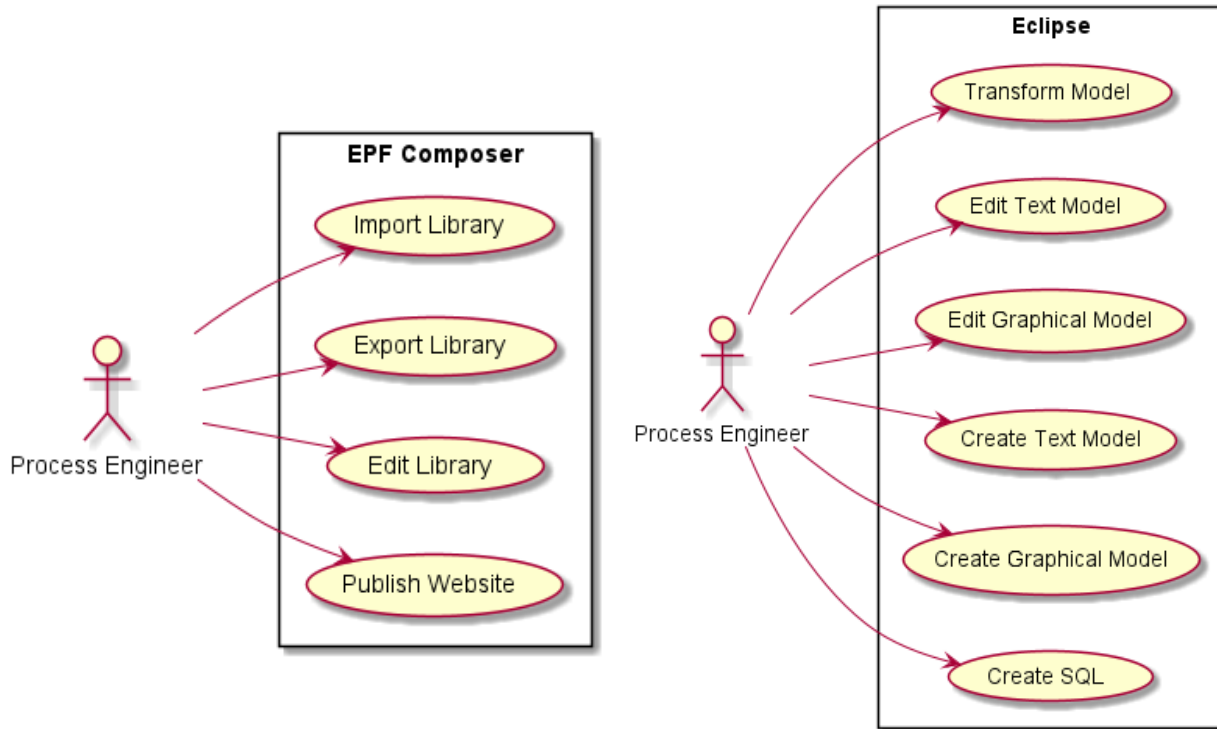 EPF Composer
Import Library
Export Library
Edit Library
Publish Website
Process Engineer
Eclipse
Transform Model
Edit Text Model
Edit Graphical Model
Create Text Model
Create Graphical Model
Create SQL
Process Engineer